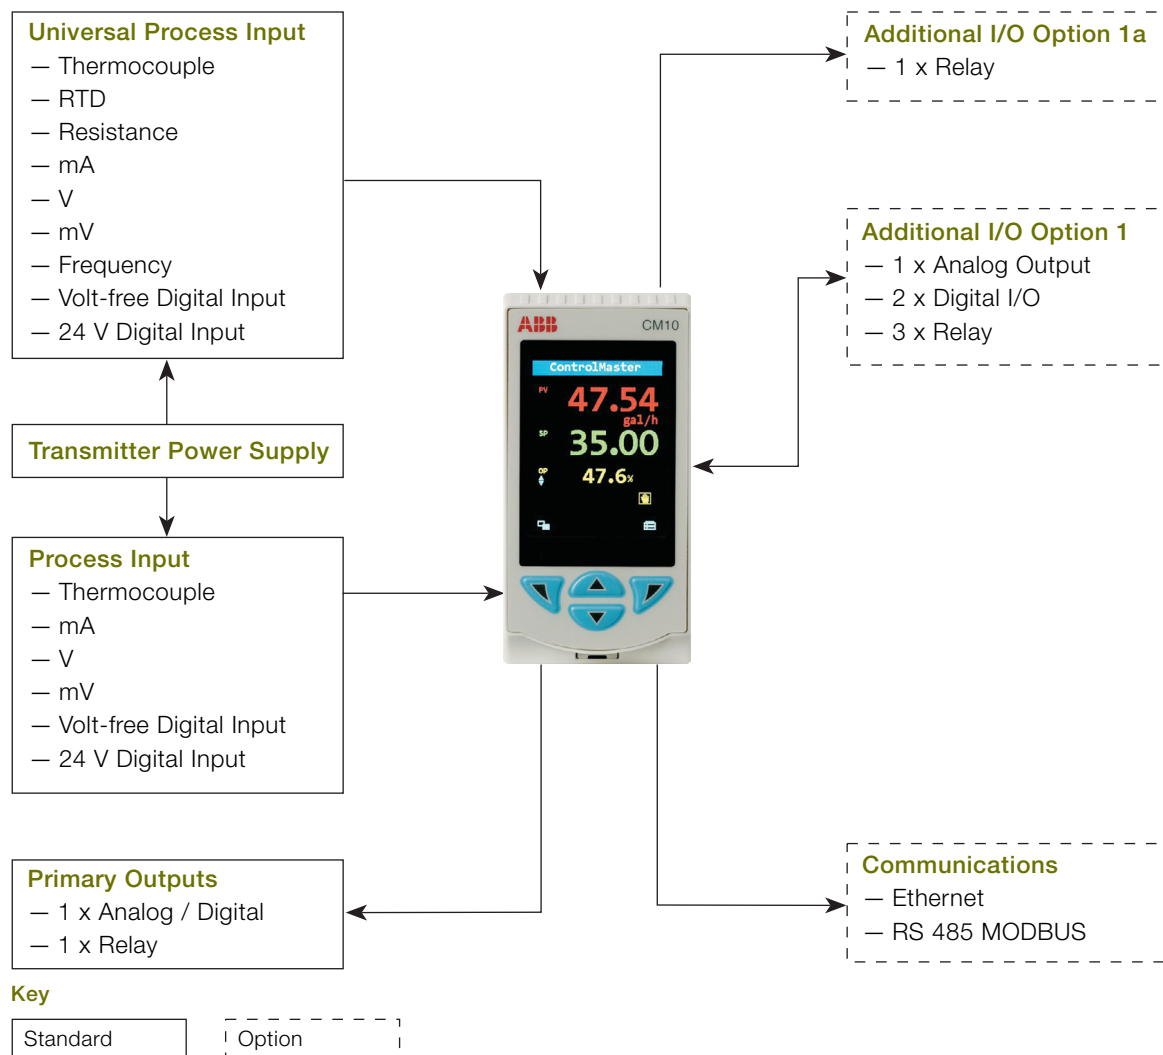 Universal Process Input
— Thermocouple
— RTD
— Resistance
— mA
— V
— mV
— Frequency
— Volt-free Digital Input
— 24 V Digital Input
Transmitter Power Supply
Process Input
— Thermocouple
— mA
— V
— mV
— Volt-free Digital Input
— 24 V Digital Input
Primary Outputs
— 1 x Analog / Digital
— 1 x Relay
Additional I/O Option 1a
— 1 x Relay
Additional I/O Option 1
— 1 x Analog Output
— 2 x Digital I/O
— 3 x Relay
ABB CM10
ControlMaster
PV 47.54
gal/h
SP 35.00
OP 47.6%
Communications
— Ethernet
— RS 485 MODBUS
Key
Standard
Option